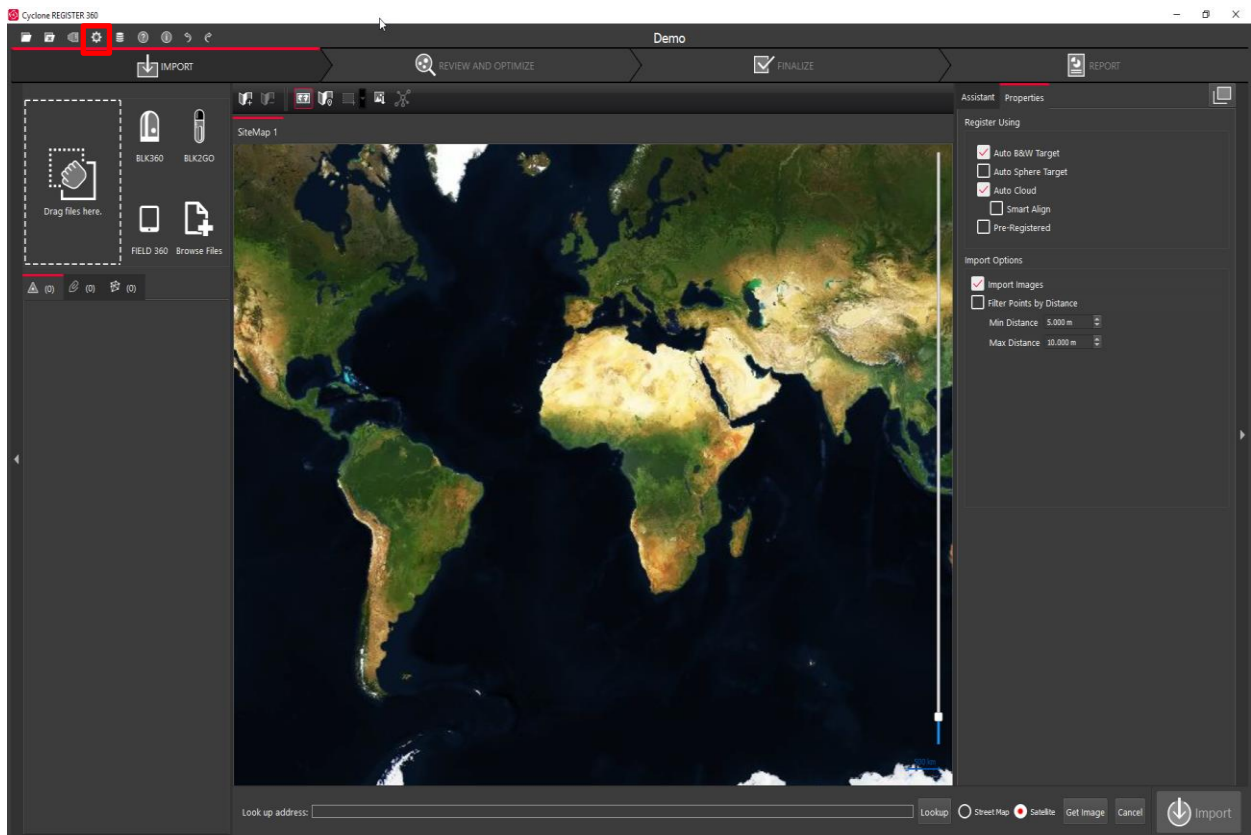 Cyclone REGISTER 360
Demo
IMPORT
REVIEW AND OPTIMIZE
FINALIZE
REPORT
BLK360
BLK2GO
Drag files here.
FIELD 360
Browse Files
(0)
(0)
(0)
SiteMap 1
500 km
Look up address:
Lookup
Street Map
Satellite
Get Image
Cancel
Import
Assistant
Properties
Register Using
Auto B&W Target
Auto Sphere Target
Auto Cloud
Smart Align
Pre-Registered
Import Options
Import Images
Filter Points by Distance
Min Distance 5.000 m
Max Distance 10.000 m